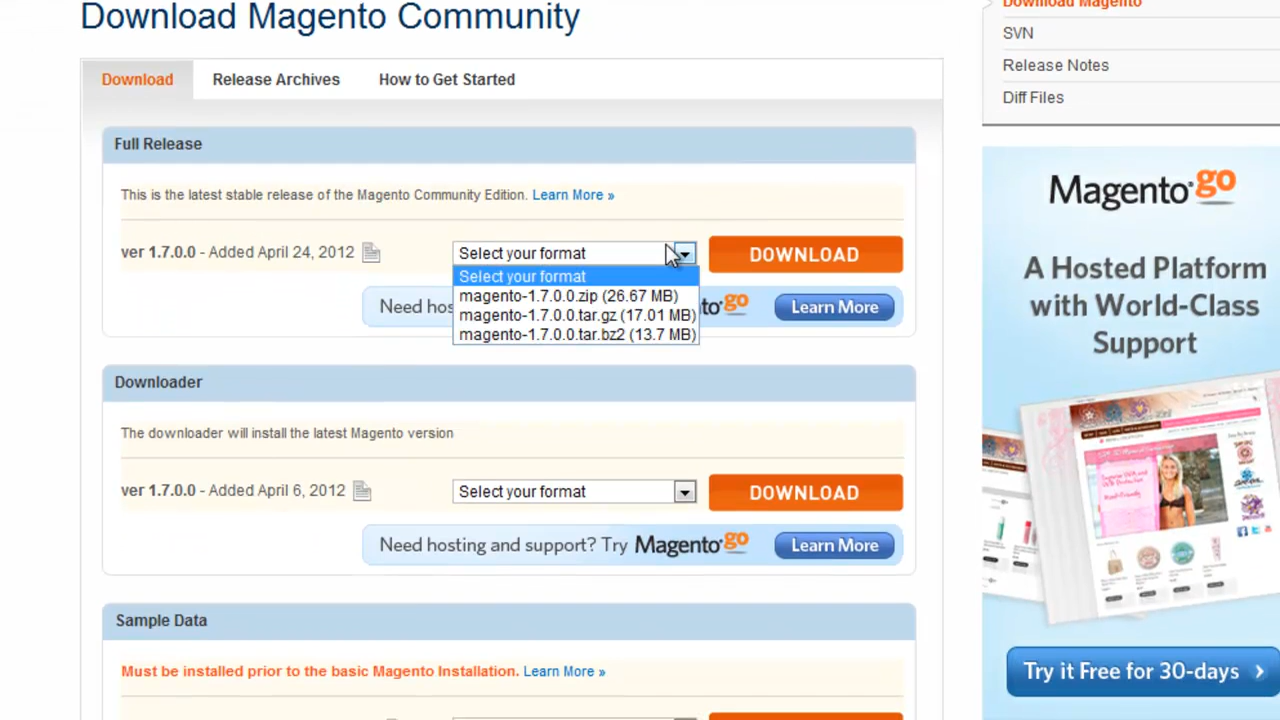 Download Magento Community
Download Magento
SVN
Release Notes
Diff Files
Download
Release Archives
How to Get Started
Full Release
This is the latest stable release of the Magento Community Edition. Learn More »
ver 1.7.0.0 - Added April 24, 2012
Select your format
DOWNLOAD
Select your format
magento-1.7.0.0.zip (26.67 MB)
magento-1.7.0.0.tar.gz (17.01 MB)
magento-1.7.0.0.tar.bz2 (13.7 MB)
Need
go
Learn More
Downloader
The downloader will install the latest Magento version
ver 1.7.0.0 - Added April 6, 2012
Select your format
DOWNLOAD
Need hosting and support? Try Magento go
Learn More
Sample Data
Must be installed prior to the basic Magento Installation. Learn More »
Magento go
A Hosted Platform
with World-Class
Support
Try it Free for 30-days